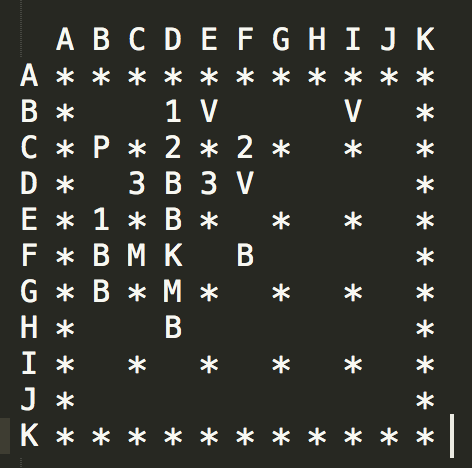 A B C D E F G H I J K
A * * * * * * * * * * *
B *     1 V       V   *
C * P * 2 * 2 *   *   *
D *   3 B 3 V         *
E * 1 * B *   *   *   *
F * B M K   B         *
G * B * M *   *   *   *
H *     B             *
I *   *   *   *   *   *
J *                   *
K * * * * * * * * * * *